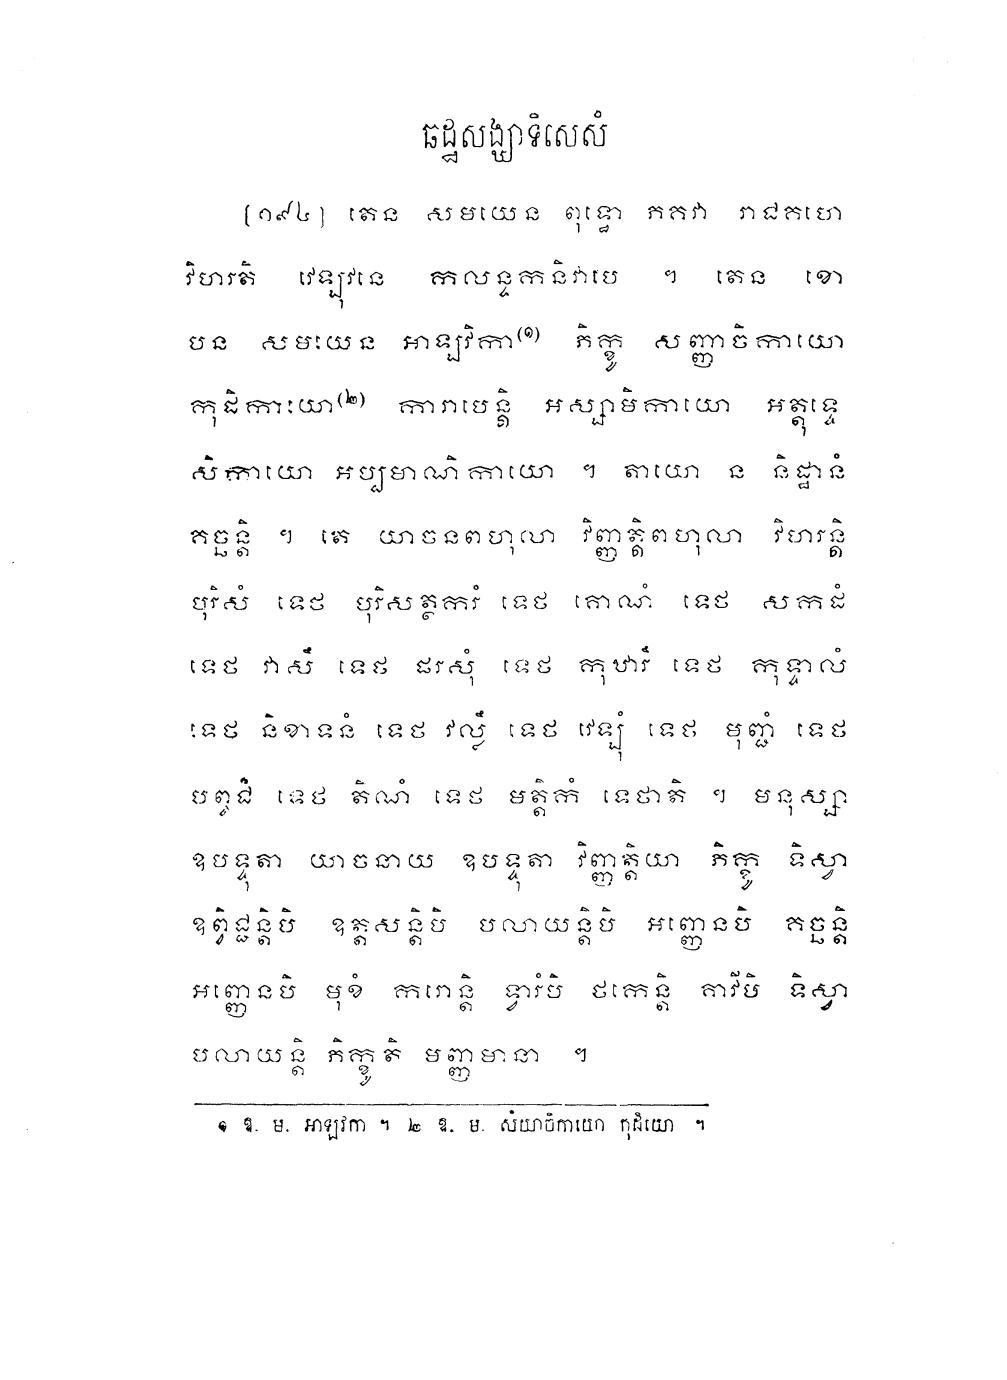 ឆដ្ឋសង្ឃាទិសេសំ
[១៩៤] តេន សមយេន ពុទ្ធោ ភគវា រាជគហេ
វិហរតិ វេឡុវនេ កលន្ទកនិវាបេ ។ តេន ខោ
បន សមយេន អាឡវិកា(១) ភិក្ខូ សញ្ញាចិកាយោ
កុដិកាយោ(២) ការាបេន្តិ អស្សាមិកាយោ អត្តុទ្ទេ
សិកាយោ អប្បមាណិកាយោ ។ តាយោ ន និដ្ឋានំ
គច្ឆន្តិ ។ តេ យាចនពហុលា វិញ្ញត្តិពហុលា វិហរន្តិ
បុរិសំ ទេថ បុរិសត្ថករំ ទេថ គោណំ ទេថ សកដំ
ទេថ វាសឹ ទេថ ផរសុំ ទេថ កុឋារឹ ទេថ កុទ្ទាលំ
ទេថ និខាទនំ ទេថ វល្លឹ ទេថ វេឡុំ ទេថ មុញ្ជំ ទេថ
បព្វជំ ទេថ តិណំ ទេថ មត្តិកំ ទេថាតិ ។ មនុស្សា
ឧបទ្ទុតា យាចនាយ ឧបទ្ទុតា វិញ្ញត្តិយា ភិក្ខូ ទិស្វា
ឧព្វិជ្ជន្តិបិ ឧត្តសន្តិបិ បលាយន្តិបិ អញ្ញេនបិ គច្ឆន្តិ
អញ្ញេនបិ មុខំ ករោន្តិ ទ្វារំបិ ថកេន្តិ គាវីបិ ទិស្វា
បលាយន្តិ ភិក្ខូតិ មញ្ញមានា ។
១ ឱ. ម. អាឡវកា ។ ២ ឱ. ម. សំយាចិកាយោ កុដិយោ ។